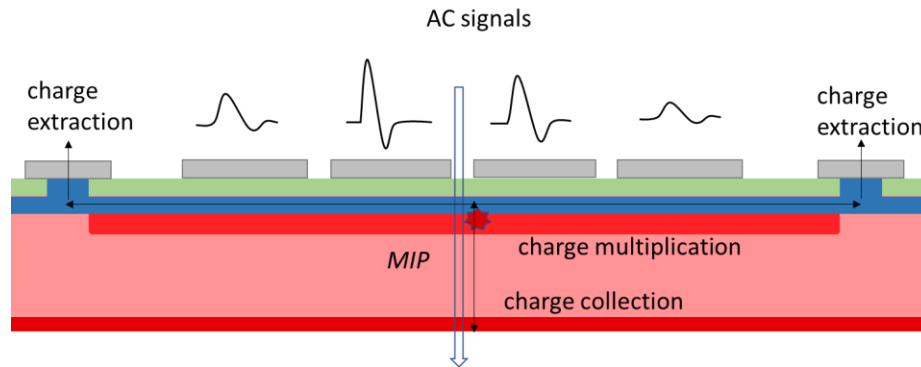 AC signals
charge
extraction
charge
extraction
MIP
charge multiplication
charge collection